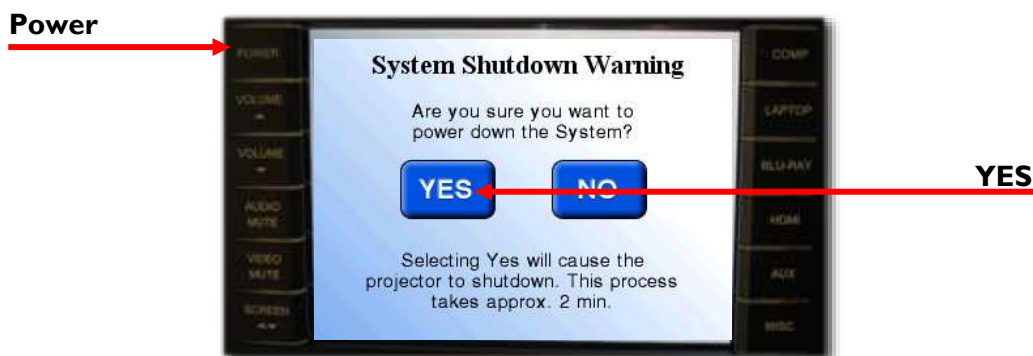 Power
POWER
VOLUME
VOLUME
AUDIO
MUTE
VIDEO
MUTE
SCREEN
System Shutdown Warning
Are you sure you want to
power down the System?
YES
NO
Selecting Yes will cause the
projector to shutdown. This process
takes approx. 2 min.
COMP
LAPTOP
BLU-RAY
HDMI
AUX
MISC
YES